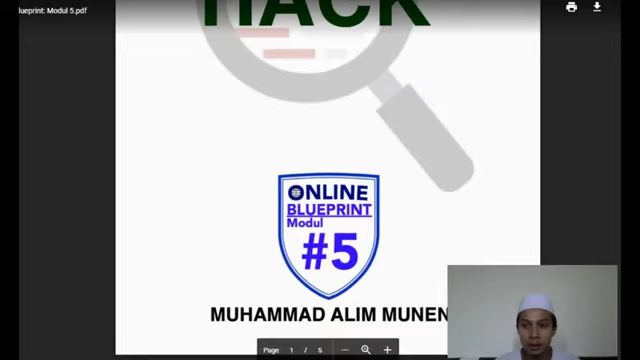 lueprint: Modul 5.pdf
HACK
ONLINE
BLUEPRINT
Modul
#5
MUHAMMAD ALIM MUNEN
Page 1 / 5